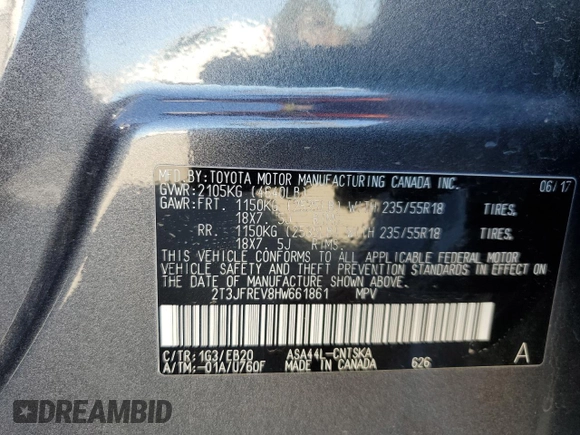 MFD.BY:TOYOTA MOTOR MANUFACTURING CANADA INC. 06/17
GVWR:2105KG
GAWR:FRT. 1150KG WITH 235/55R18 TIRES.
18X7.
RR. 1150KG WITH 235/55R18 TIRES.
18X7. 5J RIMS
THIS VEHICLE CONFORMS TO ALL APPLICABLE FEDERAL MOTOR
VEHICLE SAFETY AND THEFT PREVENTION STANDARDS IN
EFFECT ON THE DATE OF MANUFACTURE SHOWN ABOVE.
2T3JFREV8HW661861 MPV
C/TR: 1G3/EB20 ASA44L-CNTSKA
A/TM:-01A/U760F MADE IN CANADA 626 A
DREAMBID